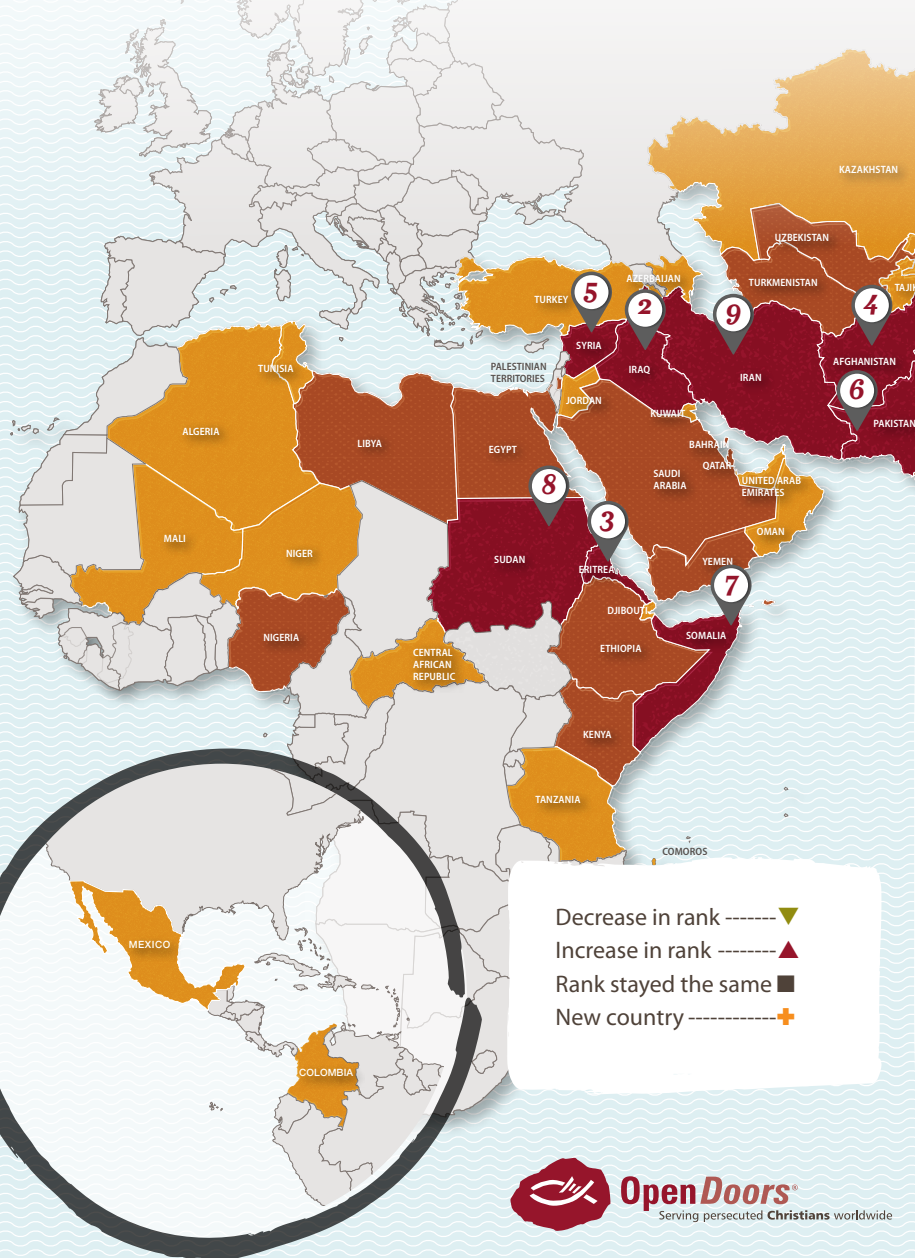 KAZAKHSTAN
UZBEKISTAN
TURKMENISTAN
AZERBAIJAN
TAJIK
TURKEY
5
2
9
4
SYRIA
IRAQ
IRAN
AFGHANISTAN
PALESTINIAN
TERRITORIES
6
TUNISIA
JORDAN
KUWAIT
PAKISTAN
ALGERIA
LIBYA
EGYPT
BAHRAIN
QATAR
SAUDI
ARABIA
UNITED ARAB
EMIRATES
8
OMAN
3
MALI
NIGER
SUDAN
ERITREA
YEMEN
7
DJIBOUTI
NIGERIA
SOMALIA
ETHIOPIA
CENTRAL
AFRICAN
REPUBLIC
KENYA
TANZANIA
COMOROS
MEXICO
COLOMBIA
Decrease in rank -------▼
Increase in rank --------▲
Rank stayed the same ■
New country ------------✚
OpenDoors®
Serving persecuted Christians worldwide